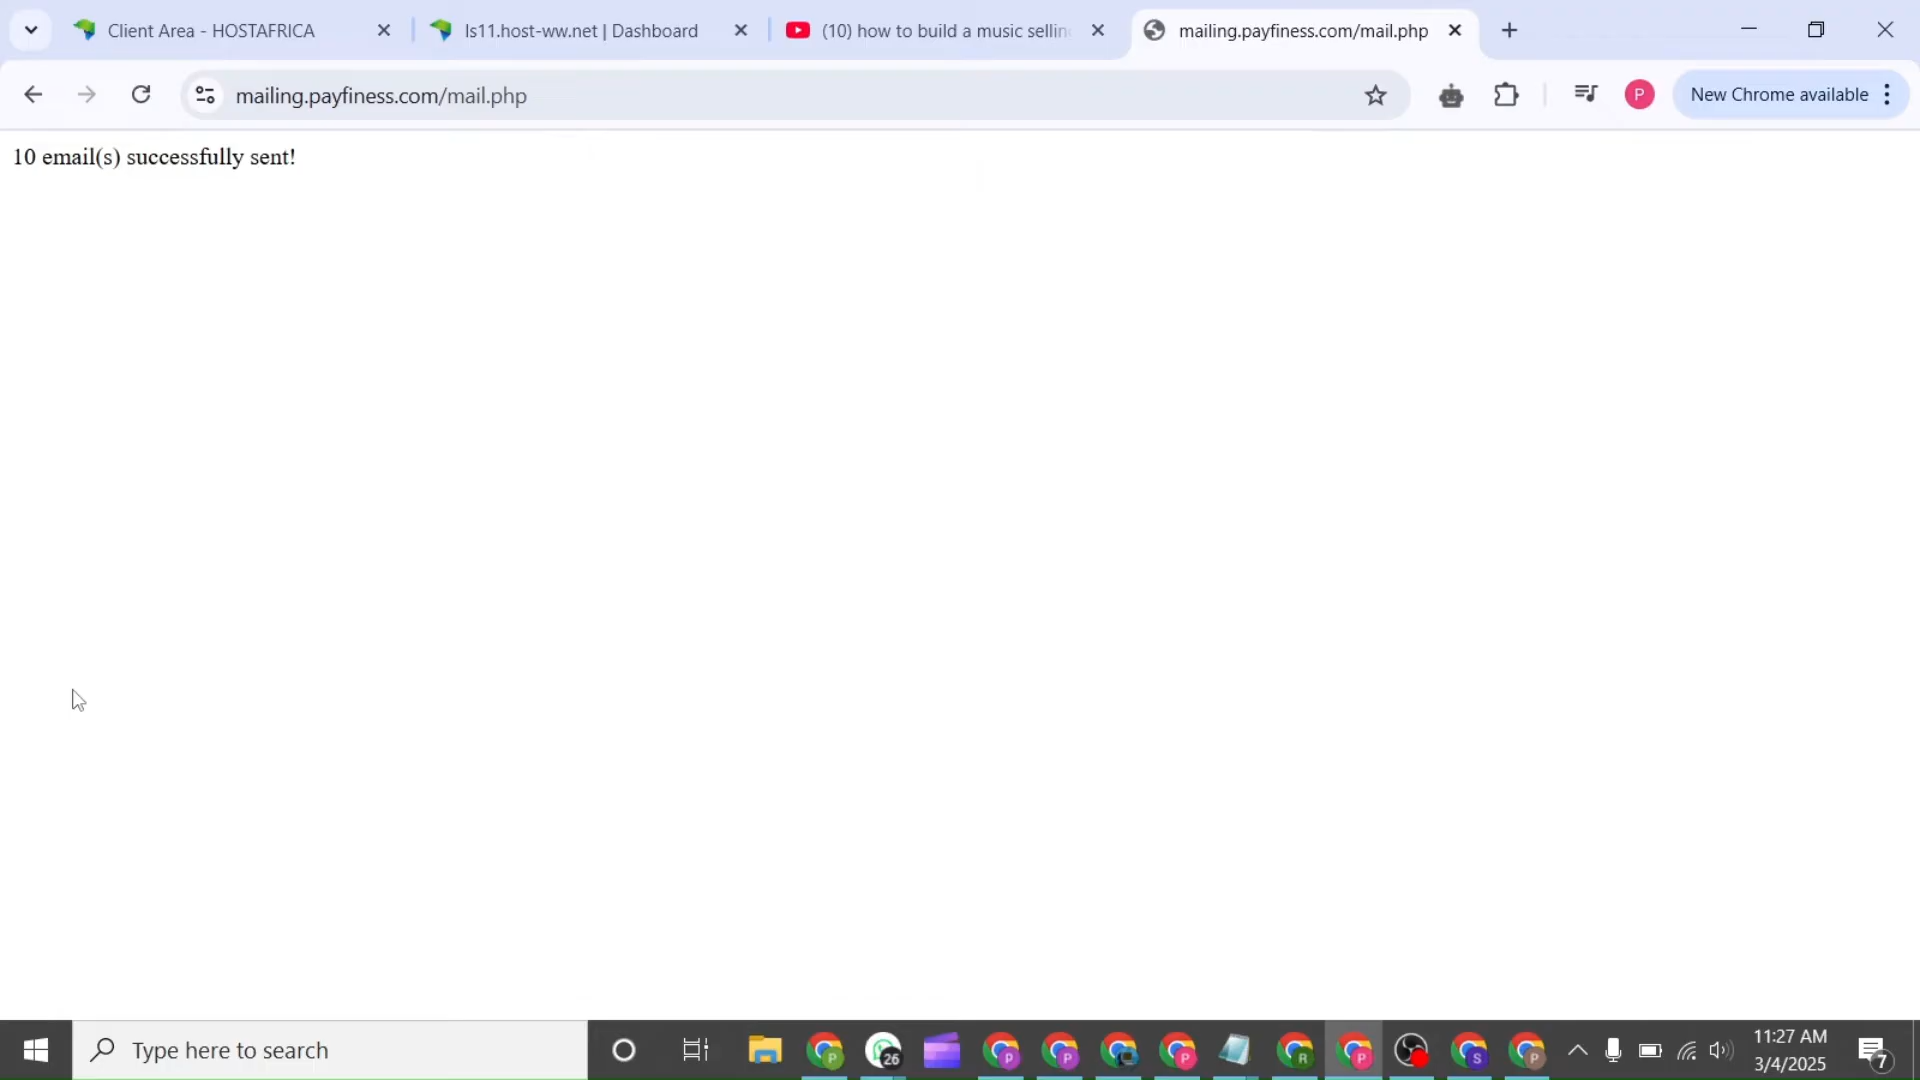 Client Area - HOSTAFRICA
ls11.host-ww.net | Dashboard
(10) how to build a music sellin
mailing.payfiness.com/mail.php
mailing.payfiness.com/mail.php
P
New Chrome available
10 email(s) successfully sent!
Type here to search
P
26
P
P
P
R
P
S
P
11:27 AM
3/4/2025
7